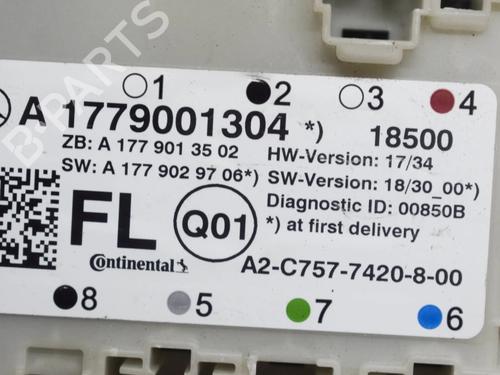 1 2 3 4
A 1779001304 *) 18500
ZB: A 177 901 35 02 HW-Version: 17/34
SW: A 177 902 97 06*) SW-Version: 18/30_00*)
Diagnostic ID: 00850B
FL Q01 *) at first delivery
Continental A2-C757-7420-8-00
8 5 7 6
B-PARTS